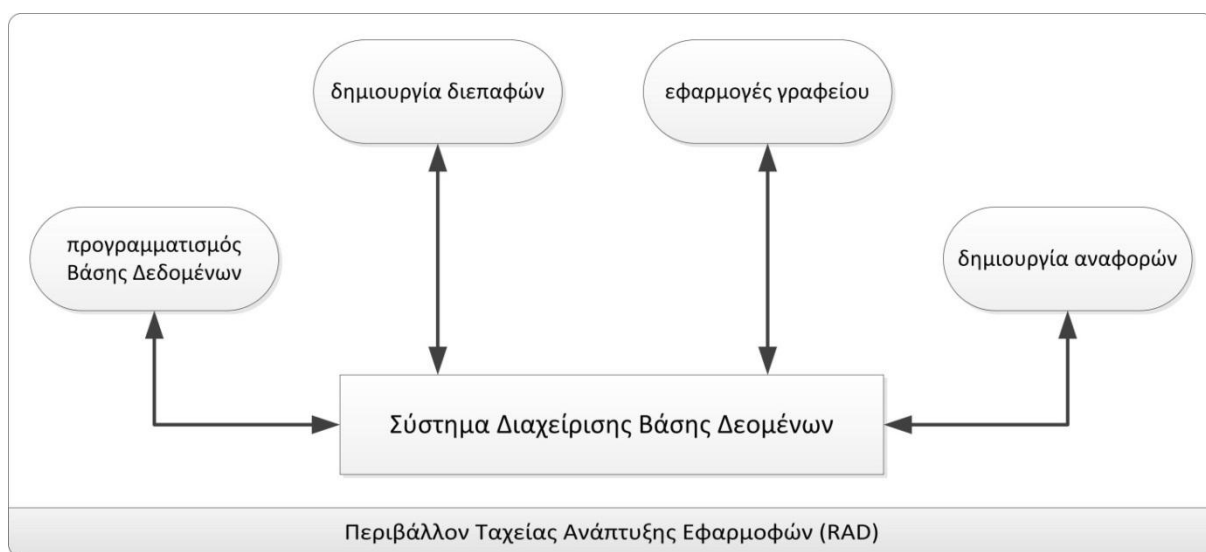 δημιουργία διεπαφών
εφαρμογές γραφείου
προγραμματισμός
Βάσης Δεδομένων
δημιουργία αναφορών
Σύστημα Διαχείρισης Βάσης Δεομένων
Περιβάλλον Ταχείας Ανάπτυξης Εφαρμοφών (RAD)